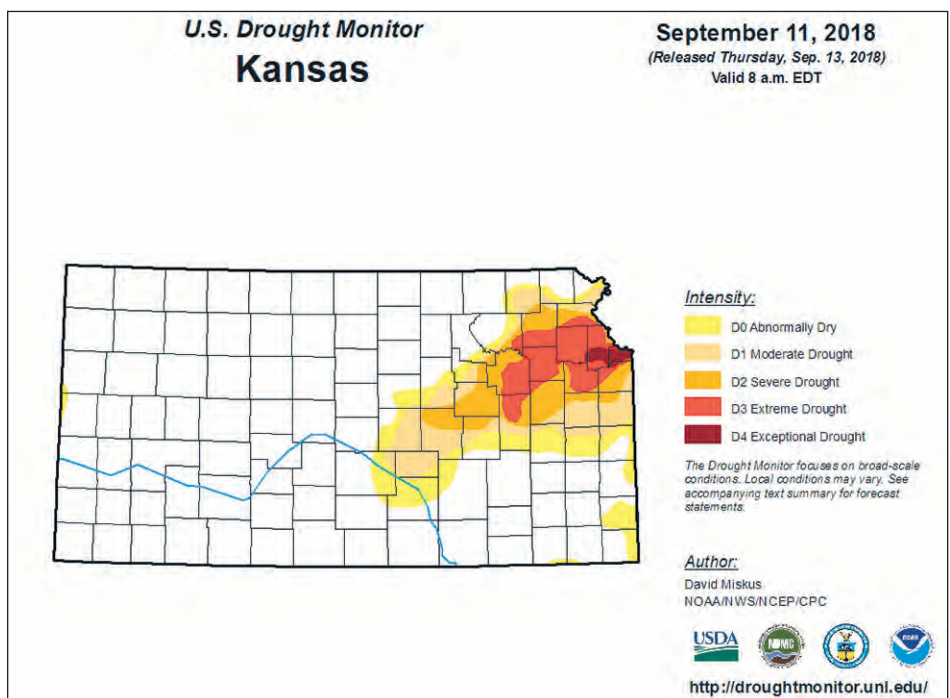 U.S. Drought Monitor
Kansas
September 11, 2018
(Released Thursday, Sep. 13, 2018)
Valid 8 a.m. EDT
Intensity:
D0 Abnormally Dry
D1 Moderate Drought
D2 Severe Drought
D3 Extreme Drought
D4 Exceptional Drought
The Drought Monitor focuses on broad-scale
conditions. Local conditions may vary. See
accompanying text summary for forecast
statements.
Author:
David Miskus
NOAA/NWS/NCEP/CPC
USDA
NDMC
http://droughtmonitor.unl.edu/